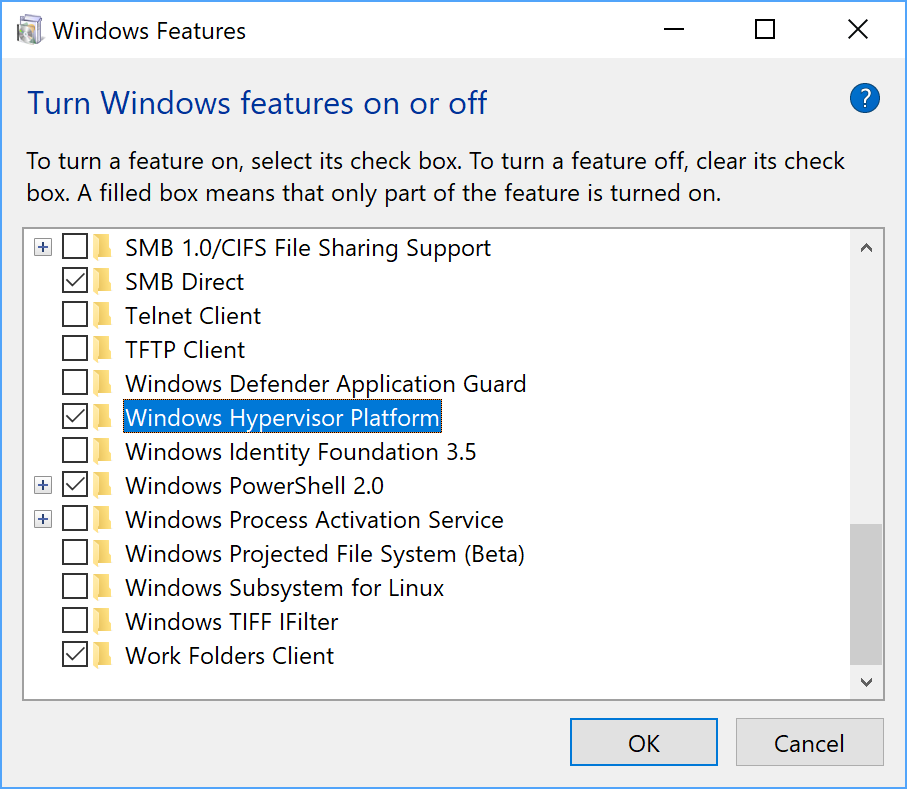 Windows Features
Turn Windows features on or off
?
To turn a feature on, select its check box. To turn a feature off, clear its check
box. A filled box means that only part of the feature is turned on.
SMB 1.0/CIFS File Sharing Support
SMB Direct
Telnet Client
TFTP Client
Windows Defender Application Guard
Windows Hypervisor Platform
Windows Identity Foundation 3.5
Windows PowerShell 2.0
Windows Process Activation Service
Windows Projected File System (Beta)
Windows Subsystem for Linux
Windows TIFF IFilter
Work Folders Client
OK Cancel